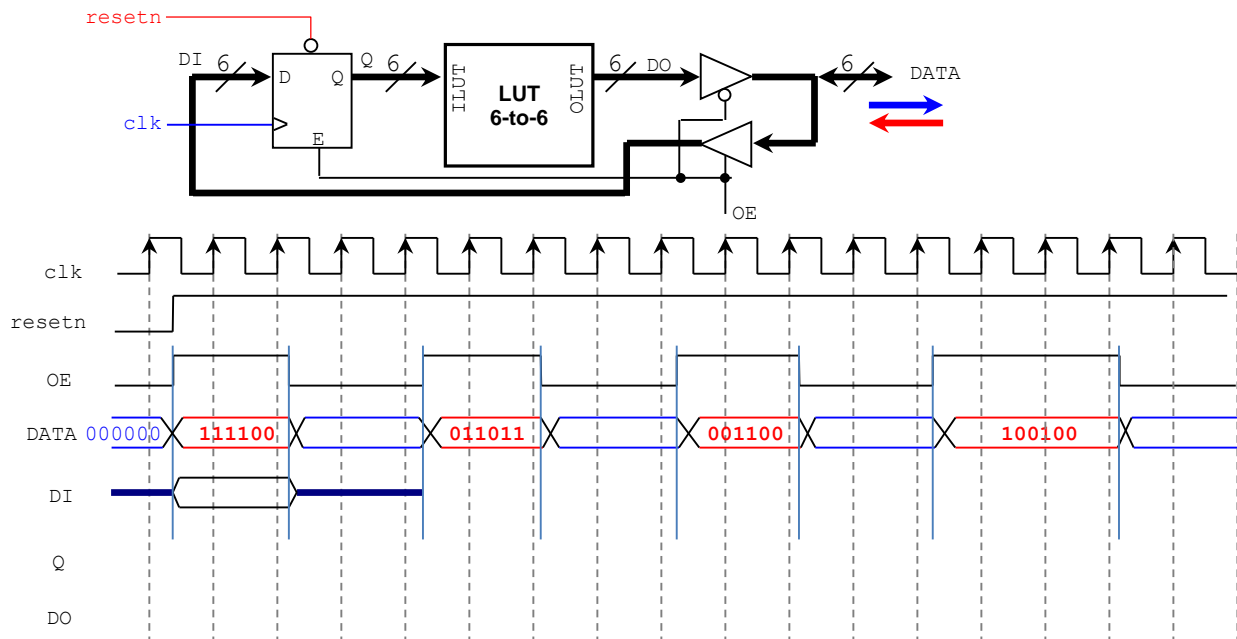 resetn
DI 6 Q 6 6 DO 6 DATA
D Q ILUT LUT OLUT
6-to-6
clk
E
OE
clk
resetn
OE
DATA 000000 111100 011011 001100 100100
DI
Q
DO